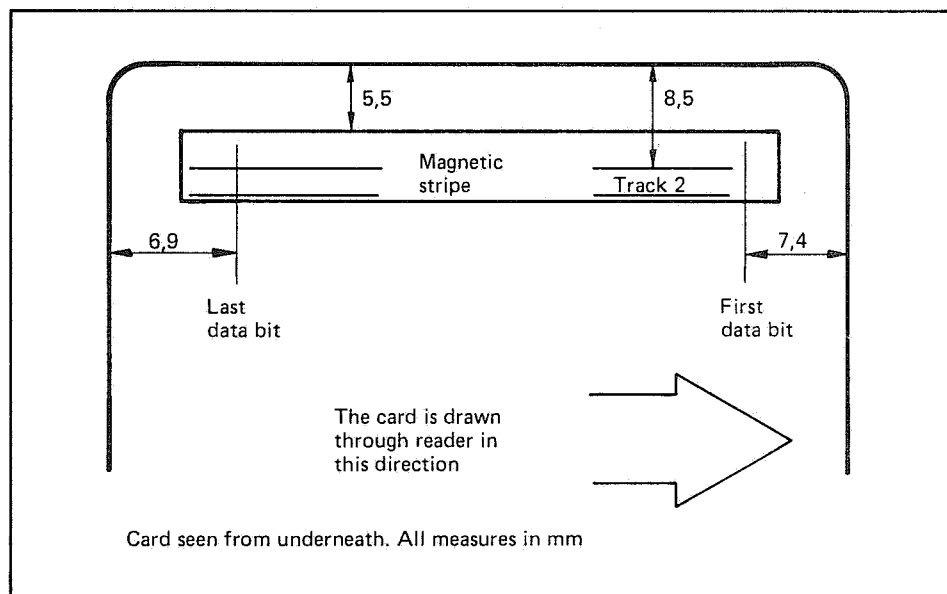 5,5
8,5
Magnetic
stripe
Track 2
6,9
7,4
Last
data bit
First
data bit
The card is drawn
through reader in
this direction
Card seen from underneath. All measures in mm